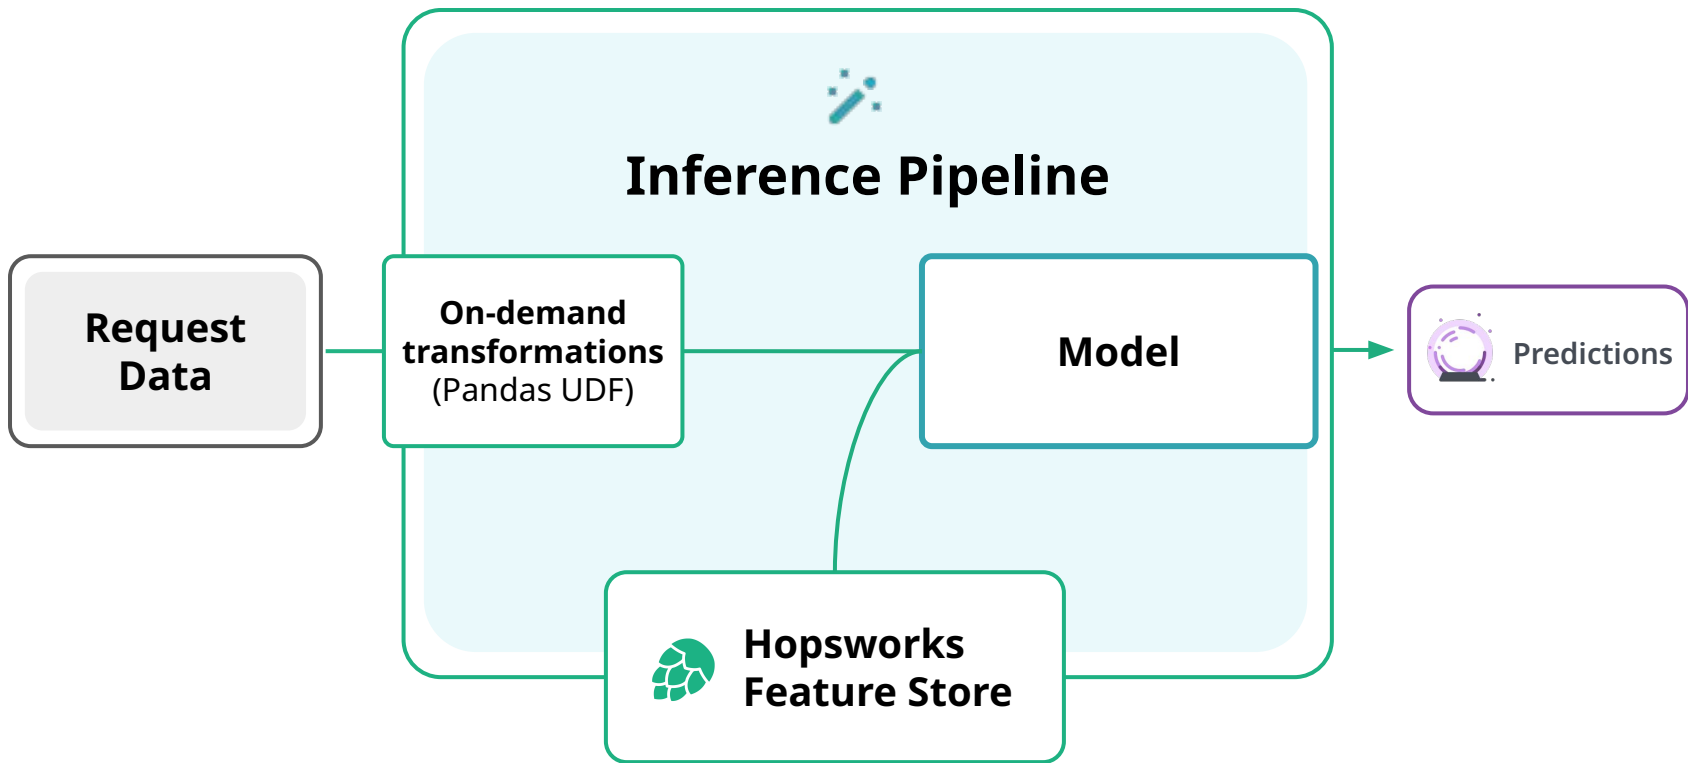 Inference Pipeline
Request
Data
On-demand
transformations
(Pandas UDF)
Model
Predictions
Hopsworks
Feature Store